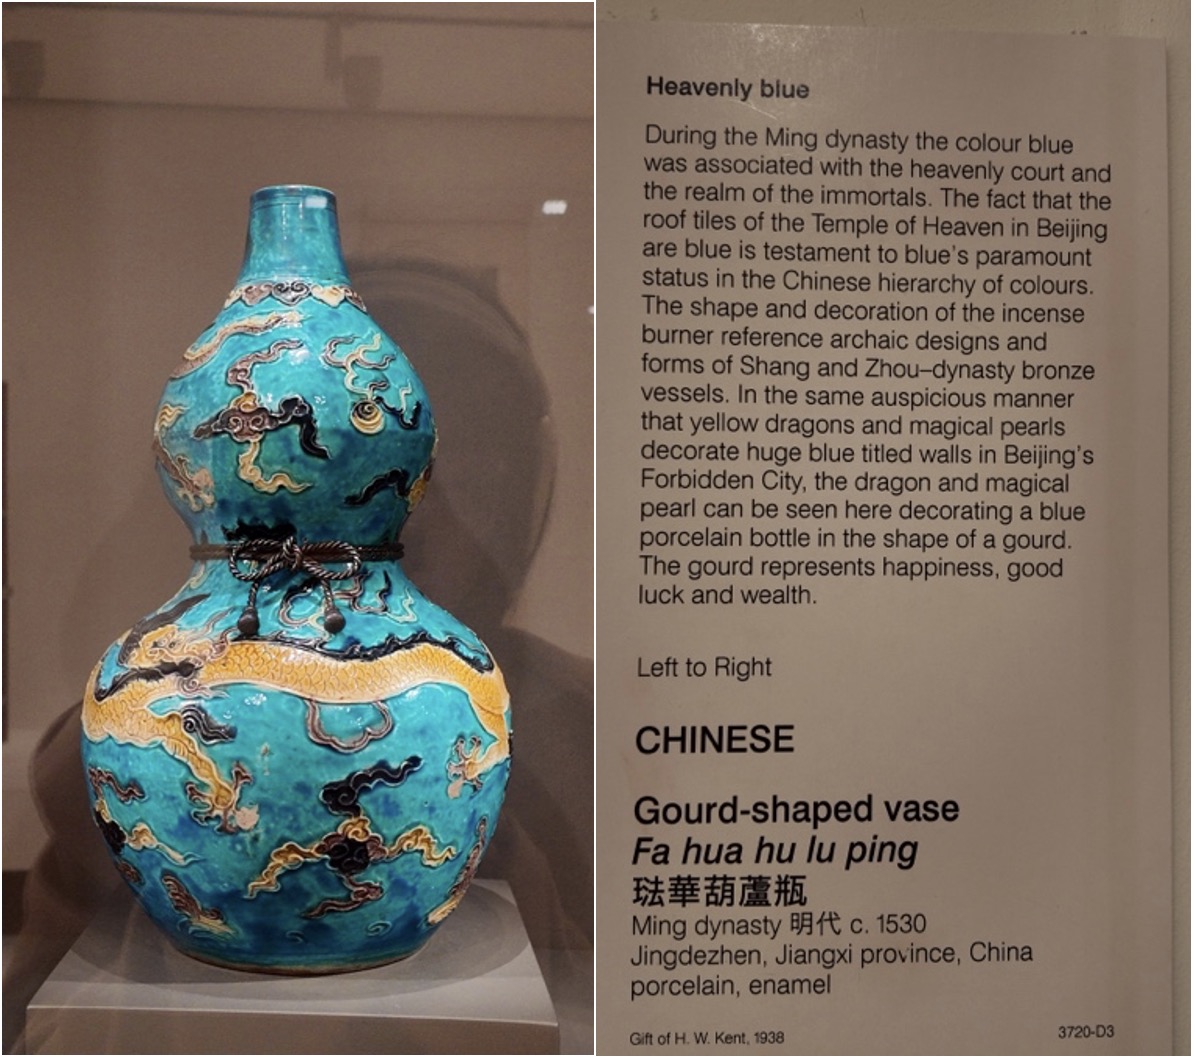 Heavenly blue
During the Ming dynasty the colour blue
was associated with the heavenly court and
the realm of the immortals. The fact that the
roof tiles of the Temple of Heaven in Beijing
are blue is testament to blue's paramount
status in the Chinese hierarchy of colours.
The shape and decoration of the incense
burner reference archaic designs and
forms of Shang and Zhou–dynasty bronze
vessels. In the same auspicious manner
that yellow dragons and magical pearls
decorate huge blue titled walls in Beijing's
Forbidden City, the dragon and magical
pearl can be seen here decorating a blue
porcelain bottle in the shape of a gourd.
The gourd represents happiness, good
luck and wealth.
Left to Right
CHINESE
Gourd-shaped vase
Fa hua hu lu ping
琺華葫蘆瓶
Ming dynasty 明代 c. 1530
Jingdezhen, Jiangxi province, China
porcelain, enamel
Gift of H. W. Kent, 1938
3720-D3